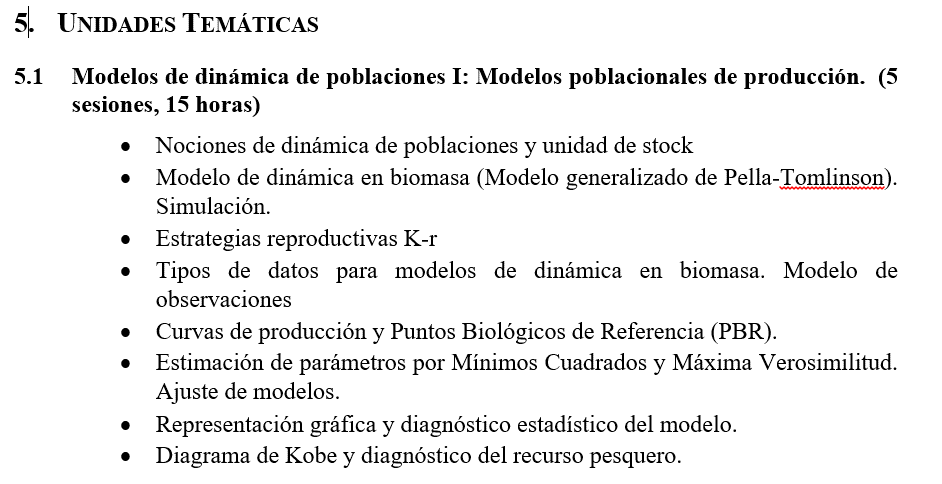 5. UNIDADES TEMÁTICAS
5.1 Modelos de dinámica de poblaciones I: Modelos poblacionales de producción. (5
sesiones, 15 horas)
• Nociones de dinámica de poblaciones y unidad de stock
• Modelo de dinámica en biomasa (Modelo generalizado de Pella-Tomlinson).
Simulación.
• Estrategias reproductivas K-r
• Tipos de datos para modelos de dinámica en biomasa. Modelo de
observaciones
• Curvas de producción y Puntos Biológicos de Referencia (PBR).
• Estimación de parámetros por Mínimos Cuadrados y Máxima Verosimilitud.
Ajuste de modelos.
• Representación gráfica y diagnóstico estadístico del modelo.
• Diagrama de Kobe y diagnóstico del recurso pesquero.